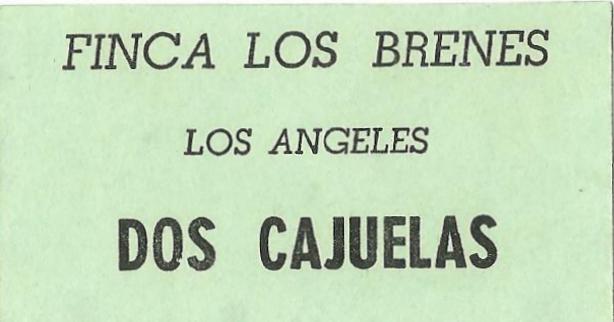 FINCA LOS BRENES
LOS ANGELES
DOS CAJUELAS